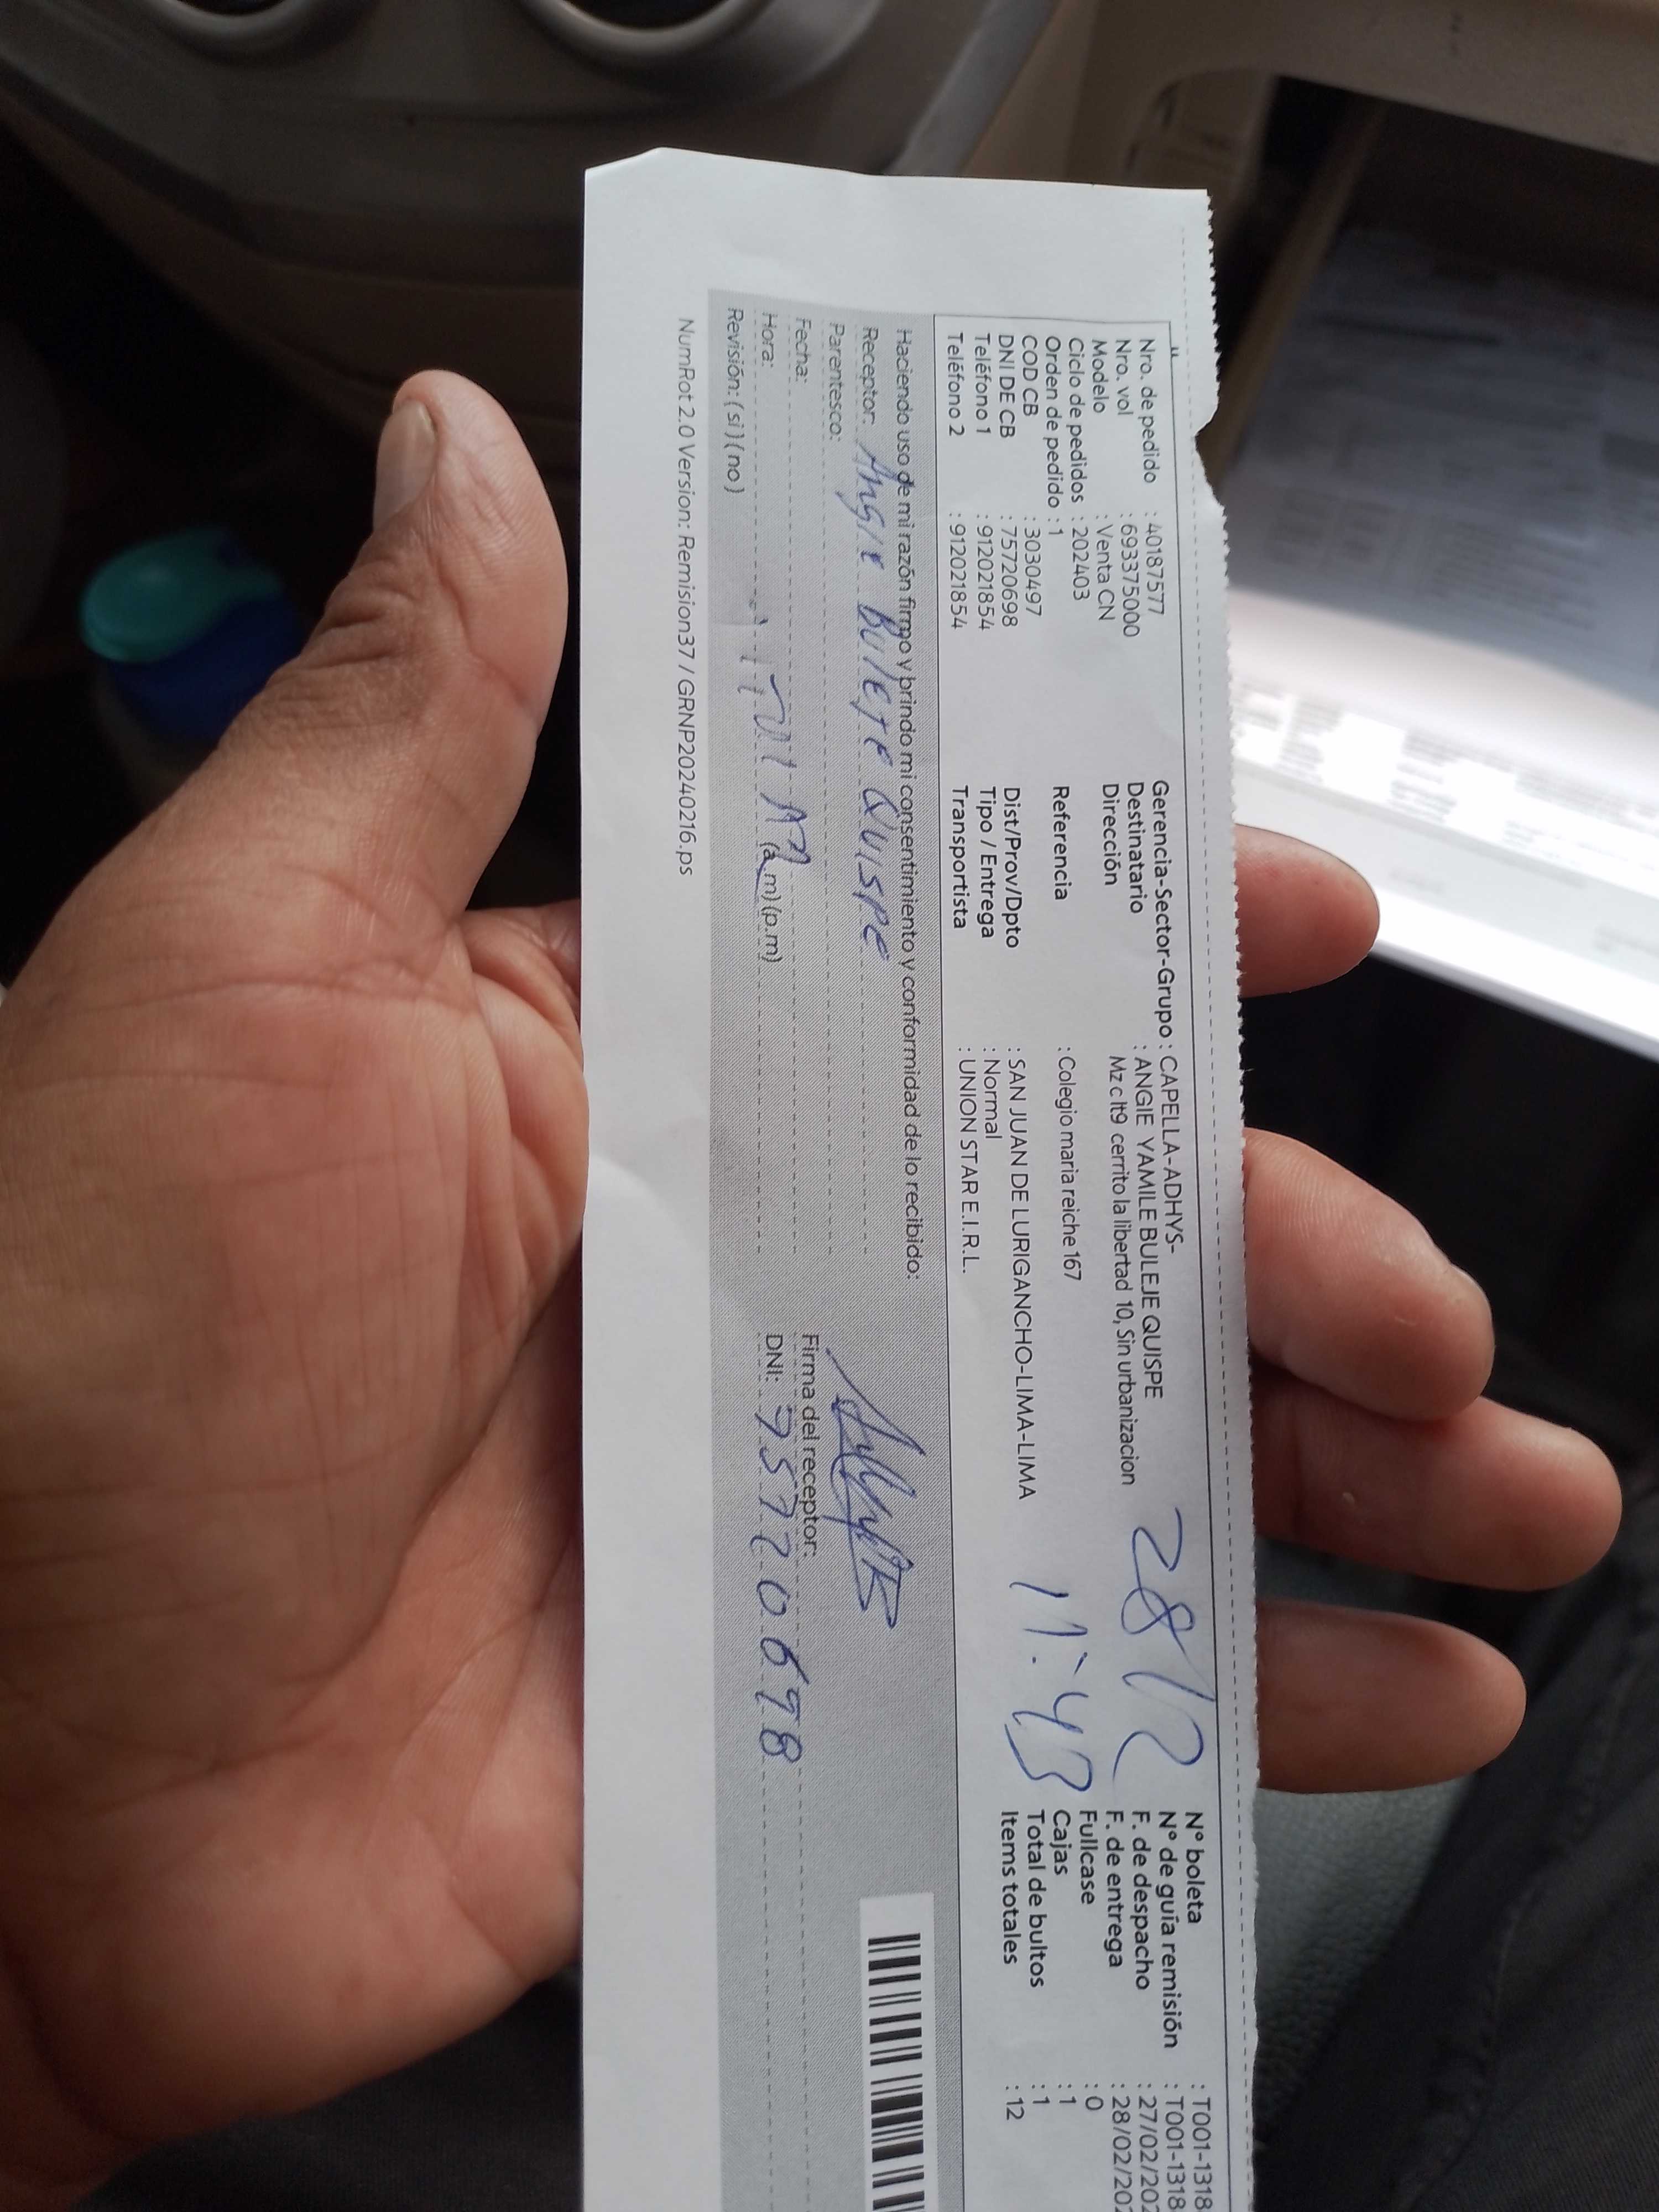 Nro. de pedido : 40187577
Nro. vol : 693375000
Modelo : Venta CN
Ciclo de pedidos : 202403
Orden de pedido : 1
COD CB : 3030497
DNI DE CB : 75720698
Teléfono 1 : 912021854
Teléfono 2 : 912021854
Gerencia-Sector-Grupo : CAPELLA-ADHYS-
Destinatario : ANGIE YAMILE BULEJE QUISPE
Dirección Mz c lt9 cerrito la libertad 10, Sin urbanizacion
Referencia : Colegio maria reiche 167
Dist/Prov/Dpto : SAN JUAN DE LURIGANCHO-LIMA-LIMA
Tipo / Entrega : Normal
Transportista : UNION STAR E.I.R.L.
28/2
11:43
N° boleta : T001-1318
N° de guía remisión : T001-1318
F. de despacho : 27/02/202
F. de entrega : 28/02/202
Fullcase : 0
Cajas : 1
Total de bultos : 1
Items totales : 12
Haciendo uso de mi razón firmo y brindo mi consentimiento y conformidad de lo recibido:
Receptor: Angie BULEJE QUISPE
Parentesco:
Fecha:
Hora: (a.m) (p.m)
Revisión: (si) (no)
Firma del receptor:
DNI: 75720698
NumRot 2.0 Version: Remision37 / GRNP20240216.ps